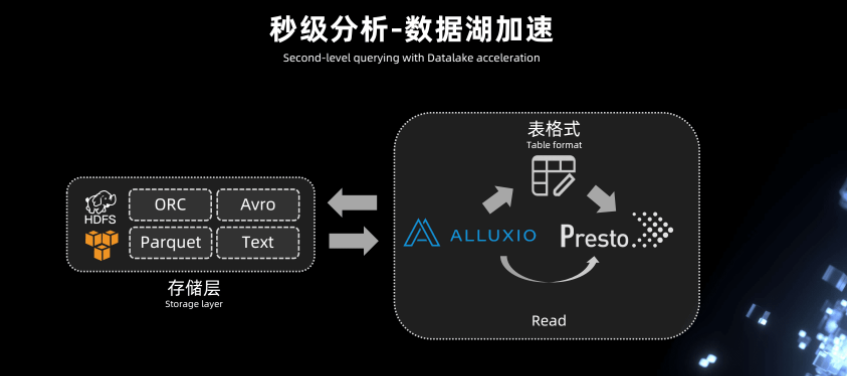 秒级分析-数据湖加速
Second-level querying with Datalake acceleration
表格式
Table format
HDFS
ORC
Avro
Parquet
Text
ALLUXIO
Presto
存储层
Storage layer
Read